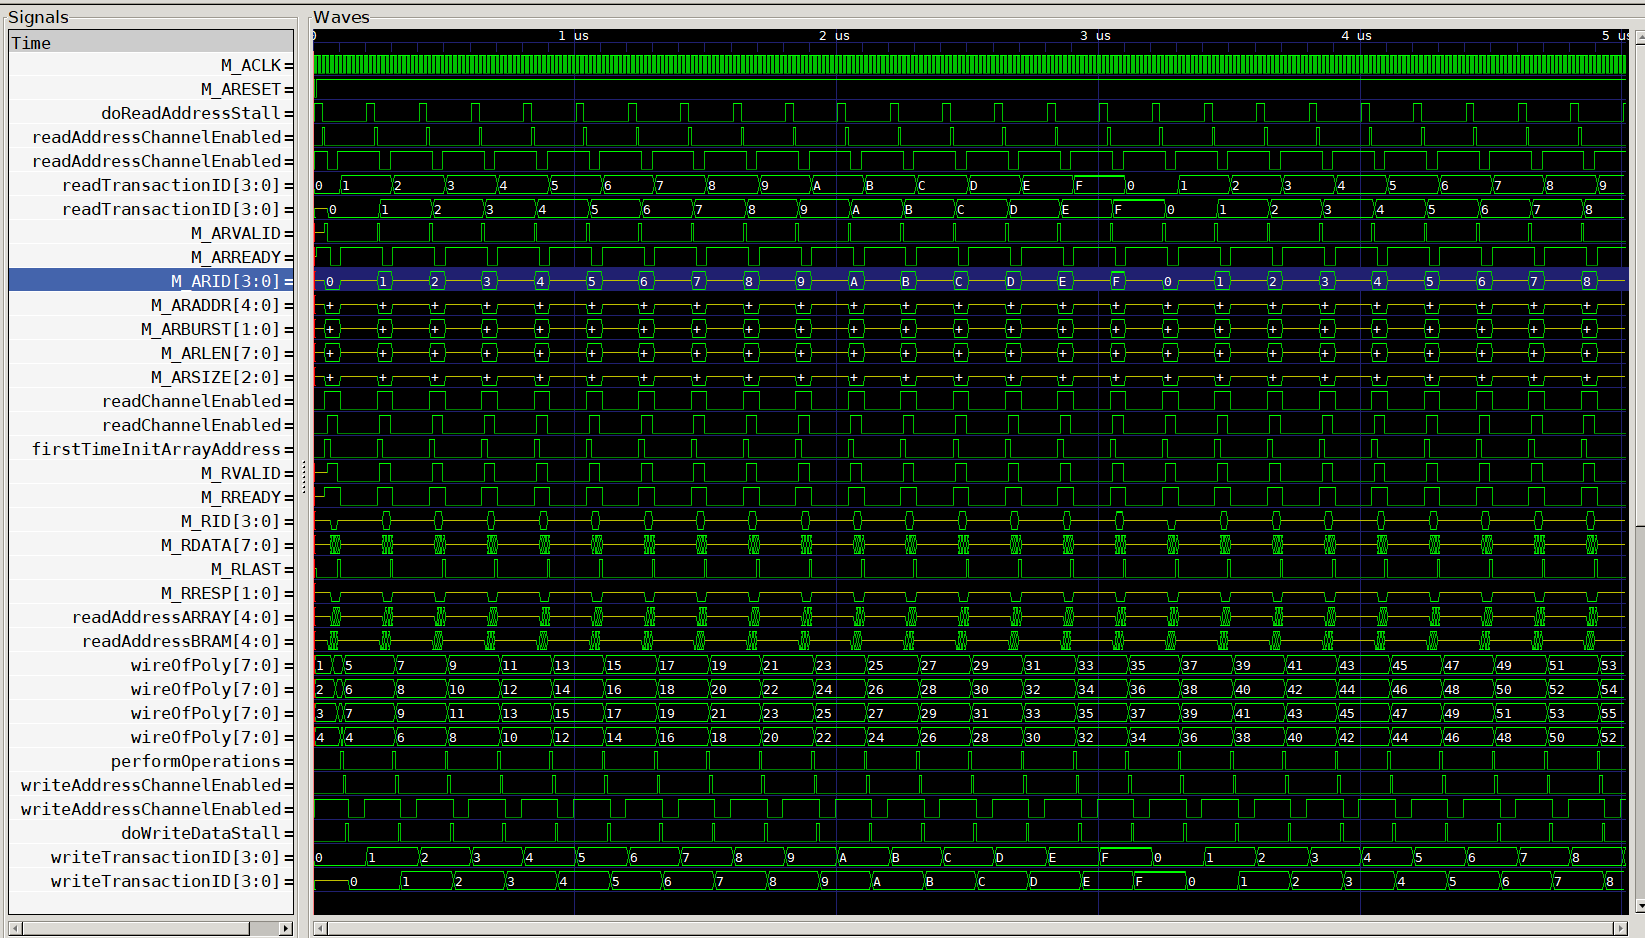 Signals
Waves
Time
0 1 us 2 us 3 us 4 us 5 us
M_ACLK=
M_ARESET=
doReadAddressStall=
readAddressChannelEnabled=
readAddressChannelEnabled=
readTransactionID[3:0]= 0 1 2 3 4 5 6 7 8 9 A B C D E F 0 1 2 3 4 5 6 7 8 9
readTransactionID[3:0]= 0 1 2 3 4 5 6 7 8 9 A B C D E F 0 1 2 3 4 5 6 7 8
M_ARVALID=
M_ARREADY=
M_ARID[3:0]= 0 1 2 3 4 5 6 7 8 9 A B C D E F 0 1 2 3 4 5 6 7 8
M_ARADDR[4:0]= + + + + + + + + + + + + + + + + + + + + + + + + +
M_ARBURST[1:0]= + + + + + + + + + + + + + + + + + + + + + + + + +
M_ARLEN[7:0]= + + + + + + + + + + + + + + + + + + + + + + + + +
M_ARSIZE[2:0]= + + + + + + + + + + + + + + + + + + + + + + + + +
readChannelEnabled=
readChannelEnabled=
firstTimeInitArrayAddress=
M_RVALID=
M_RREADY=
M_RID[3:0]=
M_RDATA[7:0]=
M_RLAST=
M_RRESP[1:0]=
readAddressARRAY[4:0]=
readAddressBRAM[4:0]=
wireOfPoly[7:0]= 1 5 7 9 11 13 15 17 19 21 23 25 27 29 31 33 35 37 39 41 43 45 47 49 51 53
wireOfPoly[7:0]= 2 6 8 10 12 14 16 18 20 22 24 26 28 30 32 34 36 38 40 42 44 46 48 50 52 54
wireOfPoly[7:0]= 3 7 9 11 13 15 17 19 21 23 25 27 29 31 33 35 37 39 41 43 45 47 49 51 53 55
wireOfPoly[7:0]= 4 4 6 8 10 12 14 16 18 20 22 24 26 28 30 32 34 36 38 40 42 44 46 48 50 52
performOperations=
writeAddressChannelEnabled=
writeAddressChannelEnabled=
doWriteDataStall=
writeTransactionID[3:0]= 0 1 2 3 4 5 6 7 8 9 A B C D E F 0 1 2 3 4 5 6 7 8
writeTransactionID[3:0]= 0 1 2 3 4 5 6 7 8 9 A B C D E F 0 1 2 3 4 5 6 7 8